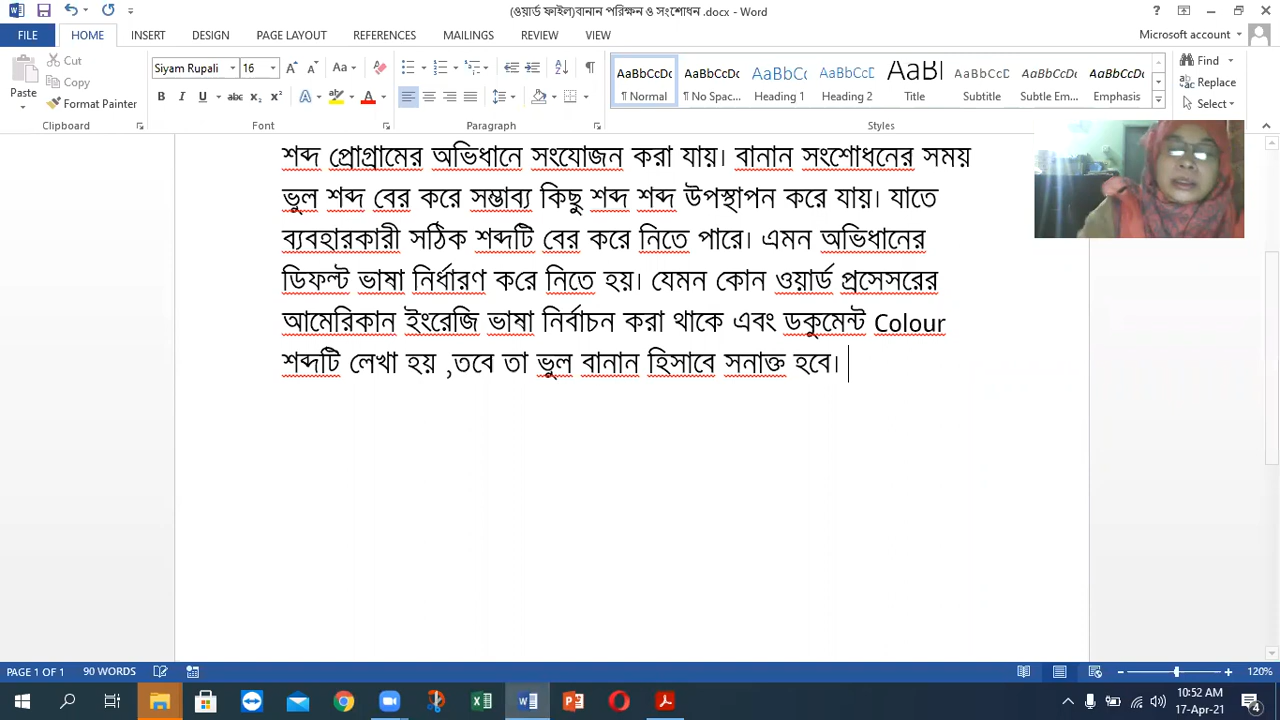 (ওয়ার্ড ফাইল)বানান পরিক্ষন ও সংশোধন .docx - Word
FILE HOME INSERT DESIGN PAGE LAYOUT REFERENCES MAILINGS REVIEW VIEW Microsoft account
Paste Cut Copy Format Painter
Clipboard
Siyam Rupali 16
Font
Paragraph
AaBbCcDc AaBbCcDc AaBbCc AaBbCcD AaBl AaBbCcD AaBbCcDc AaBbCcDc
¶ Normal ¶ No Spac... Heading 1 Heading 2 Title Subtitle Subtle Em... Emphasis
Styles
Find
Replace
Select
শব্দ প্রোগ্রামের অভিধানে সংযোজন করা যায়। বানান সংশোধনের সময়
ভুল শব্দ বের করে সম্ভাব্য কিছু শব্দ শব্দ উপস্থাপন করে যায়। যাতে
ব্যবহারকারী সঠিক শব্দটি বের করে নিতে পারে। এমন অভিধানের
ডিফল্ট ভাষা নির্ধারণ করে নিতে হয়। যেমন কোন ওয়ার্ড প্রসেসরের
আমেরিকান ইংরেজি ভাষা নির্বাচন করা থাকে এবং ডকুমেন্ট Colour
শব্দটি লেখা হয় ,তবে তা ভুল বানান হিসাবে সনাক্ত হবে।
PAGE 1 OF 1 90 WORDS 120%
10:52 AM
17-Apr-21
4